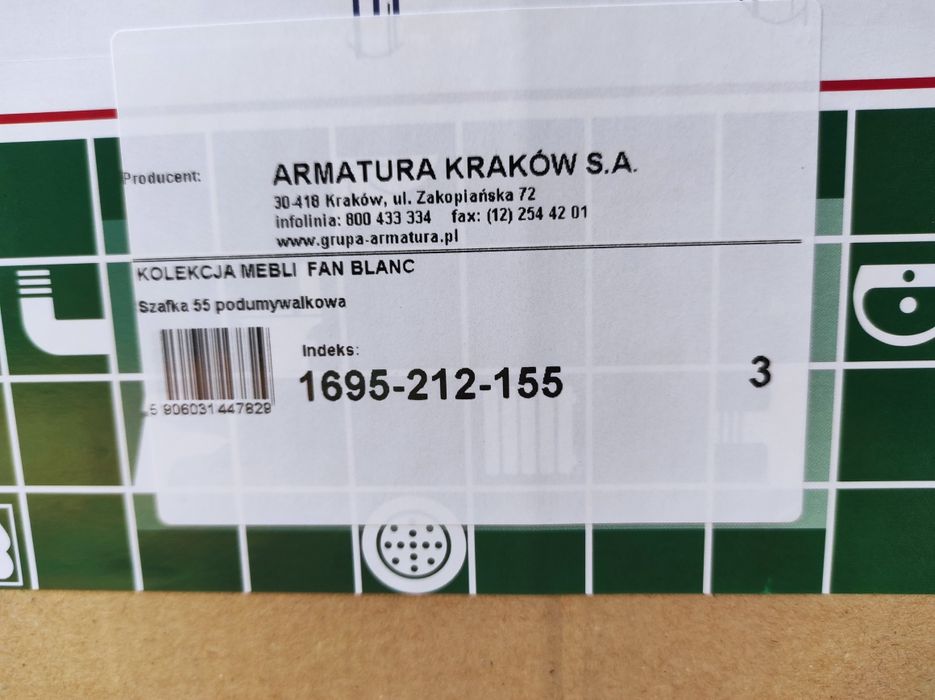 Producent:
ARMATURA KRAKÓW S.A.
30-418 Kraków, ul. Zakopiańska 72
infolinia: 800 433 334 fax: (12) 254 42 01
www.grupa-armatura.pl
KOLEKCJA MEBLI FAN BLANC
Szafka 55 podumywalkowa
Indeks:
1695-212-155
3
5 906031 447829